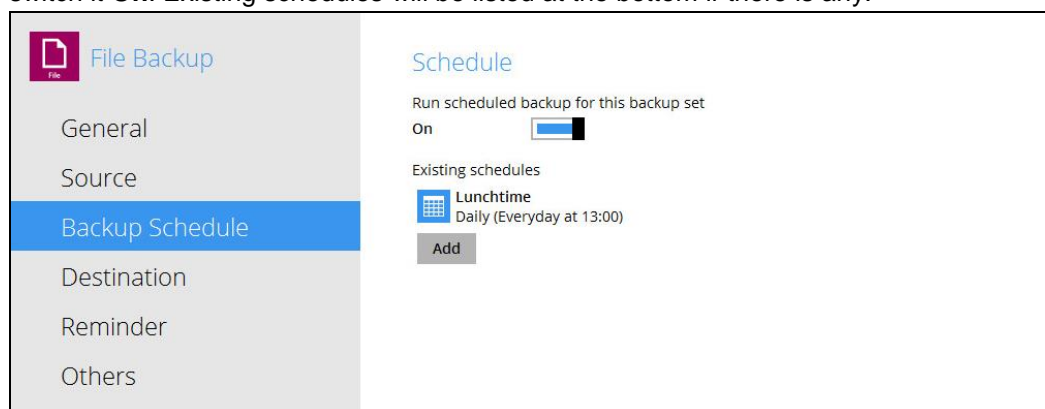 switch it On. Existing schedules will be listed at the bottom if there is any.
File
File Backup
General
Source
Backup Schedule
Destination
Reminder
Others
Schedule
Run scheduled backup for this backup set
On
Existing schedules
Lunchtime
Daily (Everyday at 13:00)
Add